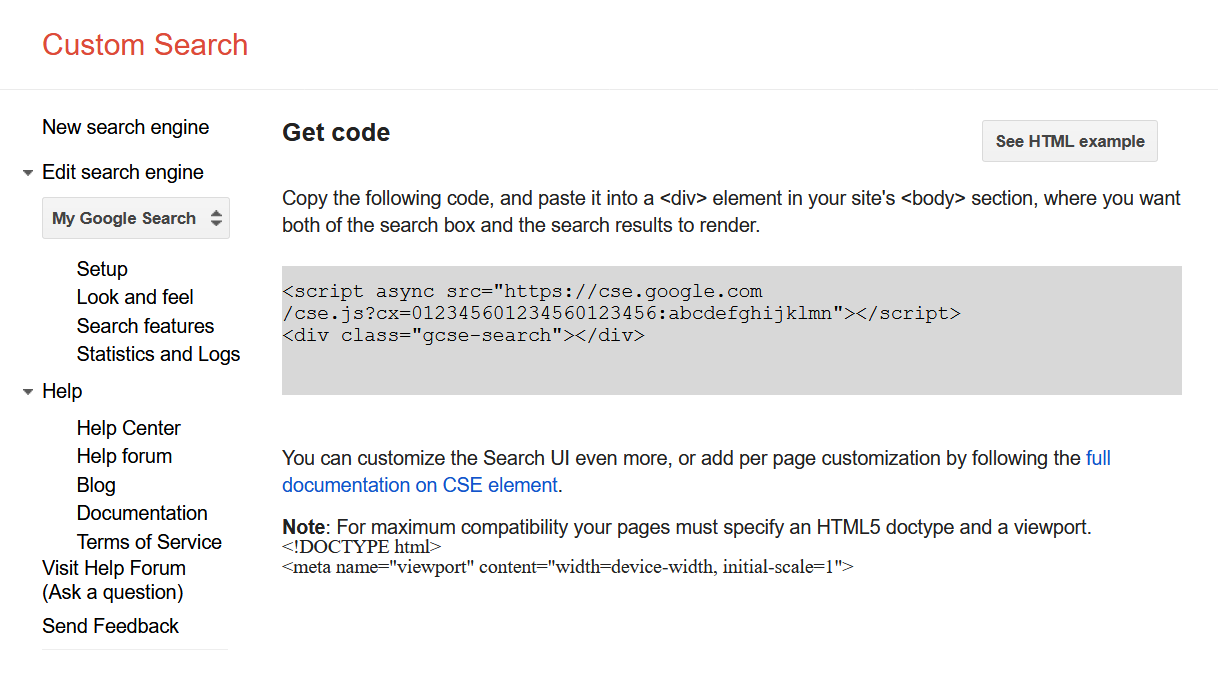 Custom Search
New search engine
Edit search engine
My Google Search
Setup
Look and feel
Search features
Statistics and Logs
Help
Help Center
Help forum
Blog
Documentation
Terms of Service
Visit Help Forum
(Ask a question)
Send Feedback
Get code
See HTML example
Copy the following code, and paste it into a <div> element in your site's <body> section, where you want
both of the search box and the search results to render.
<script async src="https://cse.google.com
/cse.js?cx=012345601234560123456:abcdefghijklmn"></script>
<div class="gcse-search"></div>
You can customize the Search UI even more, or add per page customization by following the full
documentation on CSE element.
Note: For maximum compatibility your pages must specify an HTML5 doctype and a viewport.
<!DOCTYPE html>
<meta name="viewport" content="width=device-width, initial-scale=1">